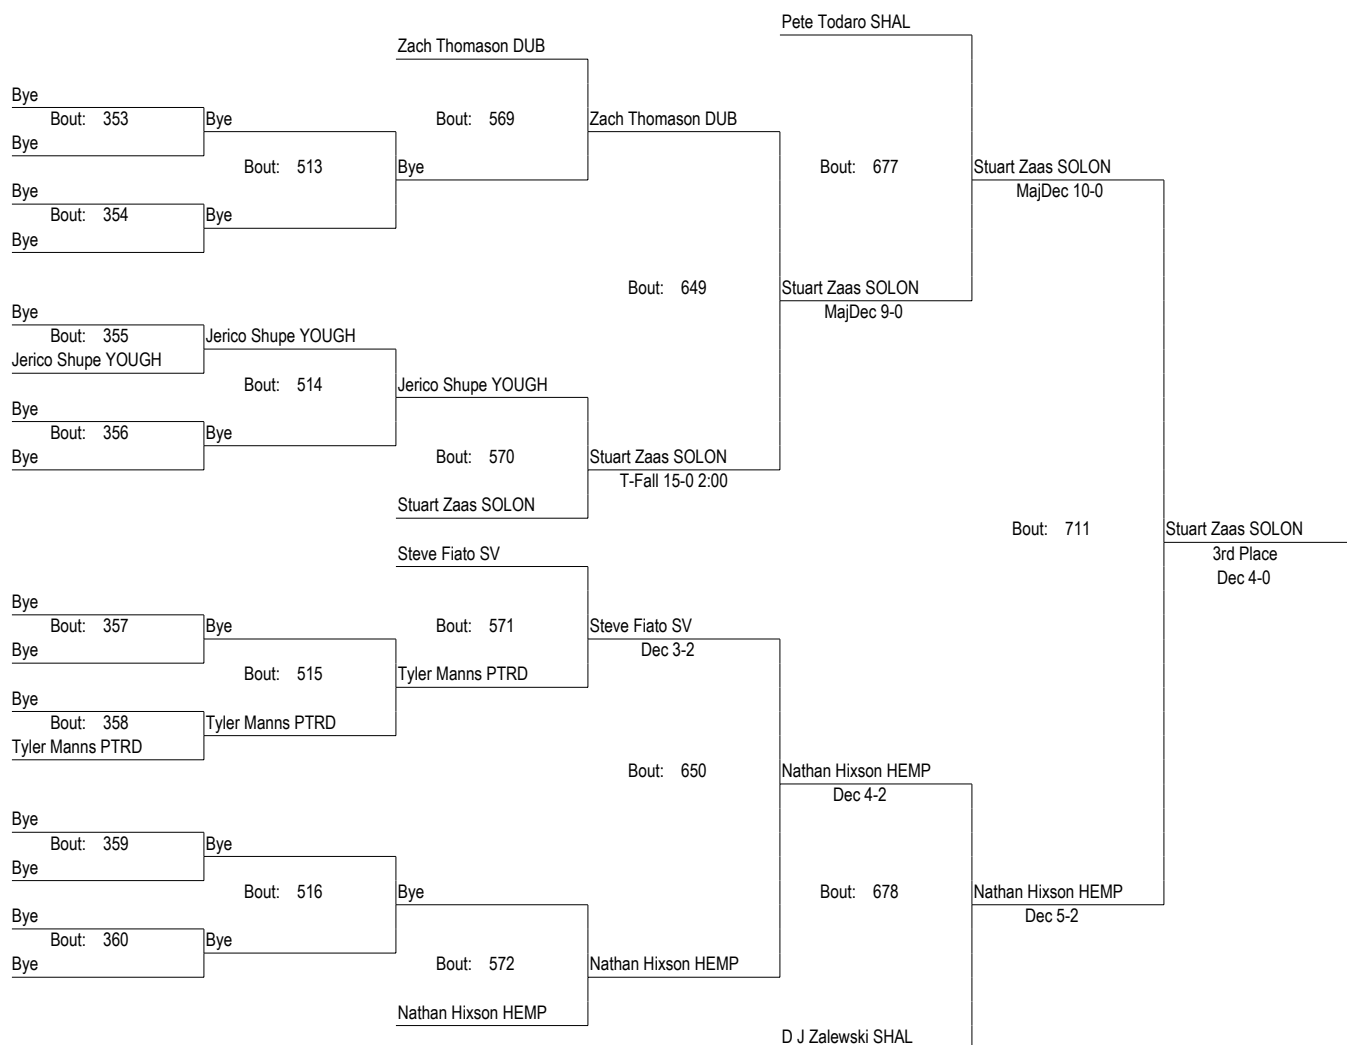 Pete Todaro SHAL
Zach Thomason DUB
Bye
Bout: 353
Bye
Bout: 569
Zach Thomason DUB
Bye
Bout: 513
Bye
Bout: 677
Stuart Zaas SOLON
MajDec 10-0
Bye
Bout: 354
Bye
Bye
Bout: 649
Stuart Zaas SOLON
MajDec 9-0
Bye
Bout: 355
Jerico Shupe YOUGH
Jerico Shupe YOUGH
Bout: 514
Jerico Shupe YOUGH
Bye
Bout: 356
Bye
Bye
Bout: 570
Stuart Zaas SOLON
T-Fall 15-0 2:00
Stuart Zaas SOLON
Bout: 711
Stuart Zaas SOLON
3rd Place
Dec 4-0
Steve Fiato SV
Bye
Bout: 357
Bye
Bout: 571
Steve Fiato SV
Dec 3-2
Bye
Bout: 515
Tyler Manns PTRD
Bye
Bout: 358
Tyler Manns PTRD
Tyler Manns PTRD
Bout: 650
Nathan Hixson HEMP
Dec 4-2
Bye
Bout: 359
Bye
Bye
Bout: 516
Bye
Bout: 678
Nathan Hixson HEMP
Dec 5-2
Bye
Bout: 360
Bye
Bye
Bout: 572
Nathan Hixson HEMP
Nathan Hixson HEMP
D J Zalewski SHAL